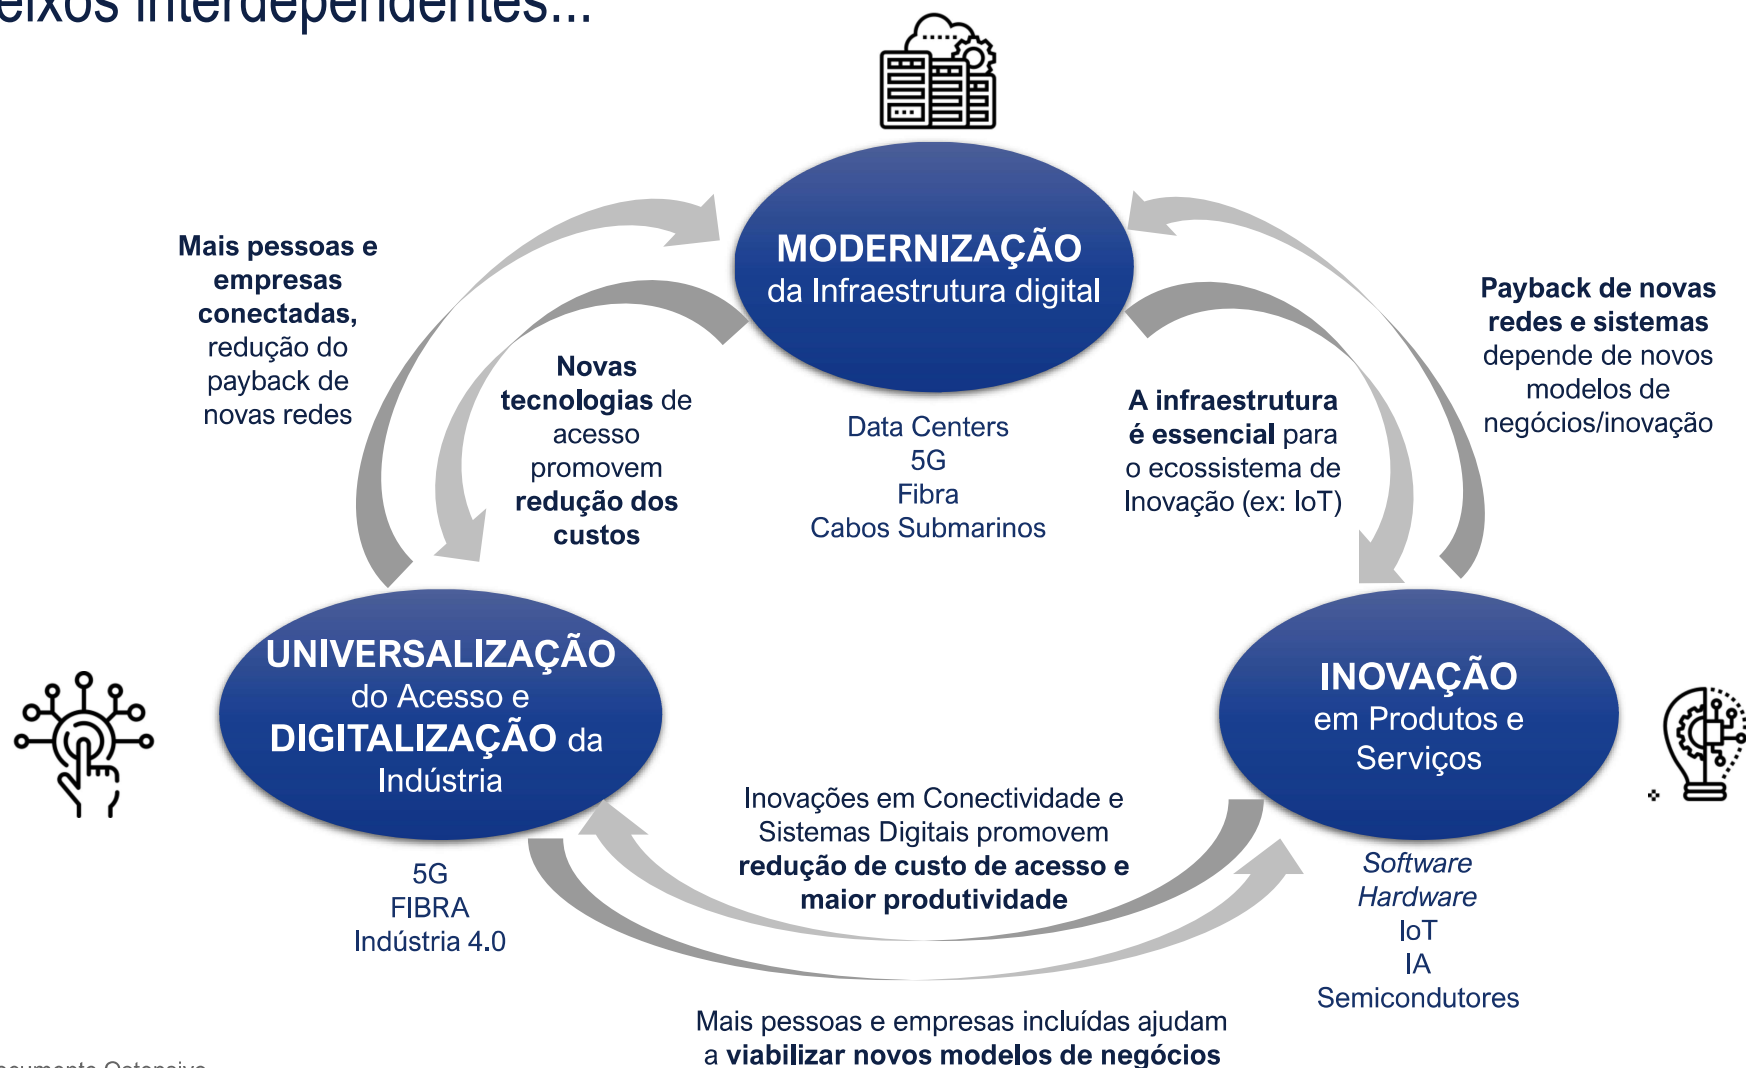 eixos interdependentes...
MODERNIZAÇÃO
da Infraestrutura digital
Data Centers
5G
Fibra
Cabos Submarinos
Mais pessoas e
empresas
conectadas,
redução do
payback de
novas redes
Novas
tecnologias de
acesso
promovem
redução dos
custos
A infraestrutura
é essencial para
o ecossistema de
Inovação (ex: IoT)
Payback de novas
redes e sistemas
depende de novos
modelos de
negócios/inovação
UNIVERSALIZAÇÃO
do Acesso e
DIGITALIZAÇÃO da
Indústria
5G
FIBRA
Indústria 4.0
INOVAÇÃO
em Produtos e
Serviços
Software
Hardware
IoT
IA
Semicondutores
Inovações em Conectividade e
Sistemas Digitais promovem
redução de custo de acesso e
maior produtividade
Mais pessoas e empresas incluídas ajudam
a viabilizar novos modelos de negócios